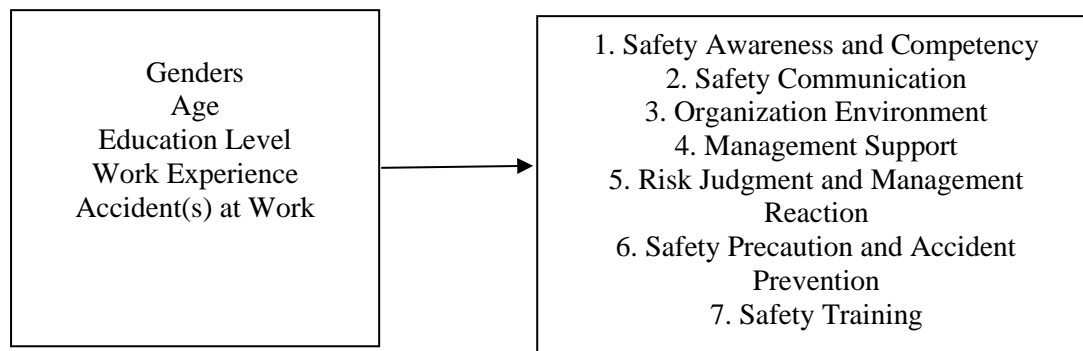 Genders
Age
Education Level
Work Experience
Accident(s) at Work
1. Safety Awareness and Competency
2. Safety Communication
3. Organization Environment
4. Management Support
5. Risk Judgment and Management
Reaction
6. Safety Precaution and Accident
Prevention
7. Safety Training